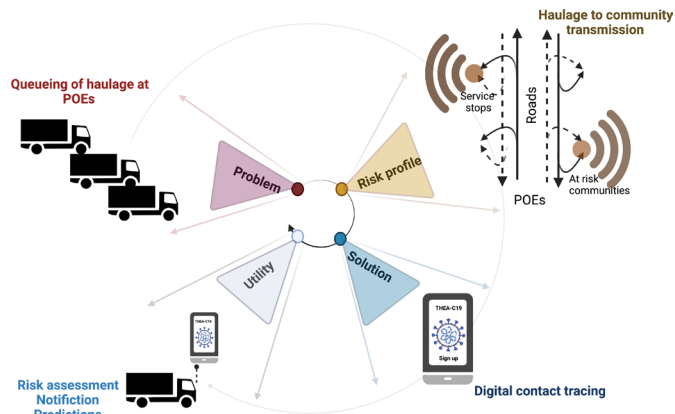 Haulage to community
transmission
Queueing of haulage at
POEs
Service
stops
Roads
At risk
communities
POEs
Problem
Risk profile
Utility
Solution
THEA-C19
THEA-C19
Sign up
Digital contact tracing
Risk assessment
Notifiction
Predictions